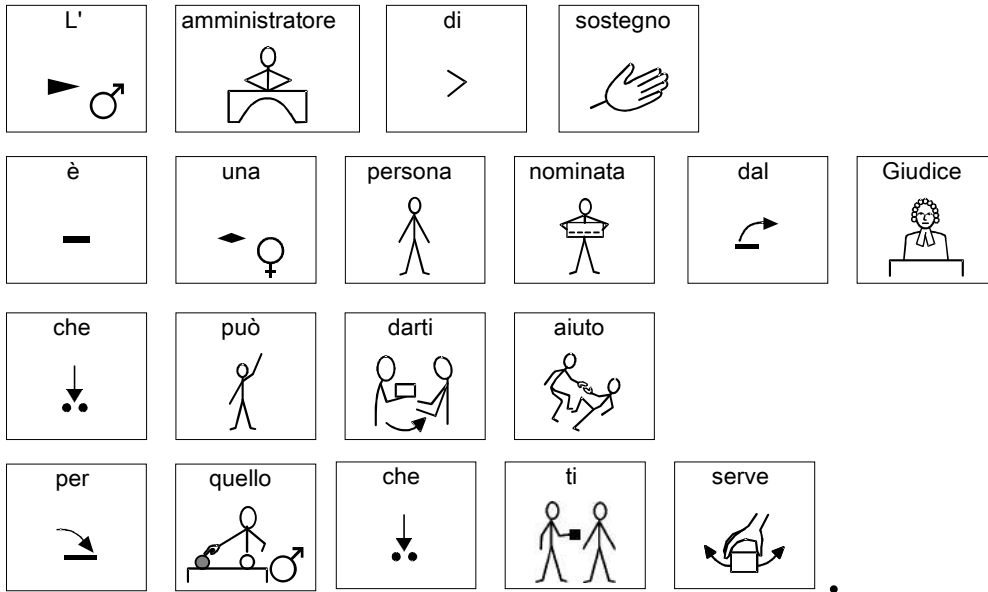 L' amministratore di sostegno
è una persona nominata dal Giudice
che può darti aiuto
per quello che ti serve .